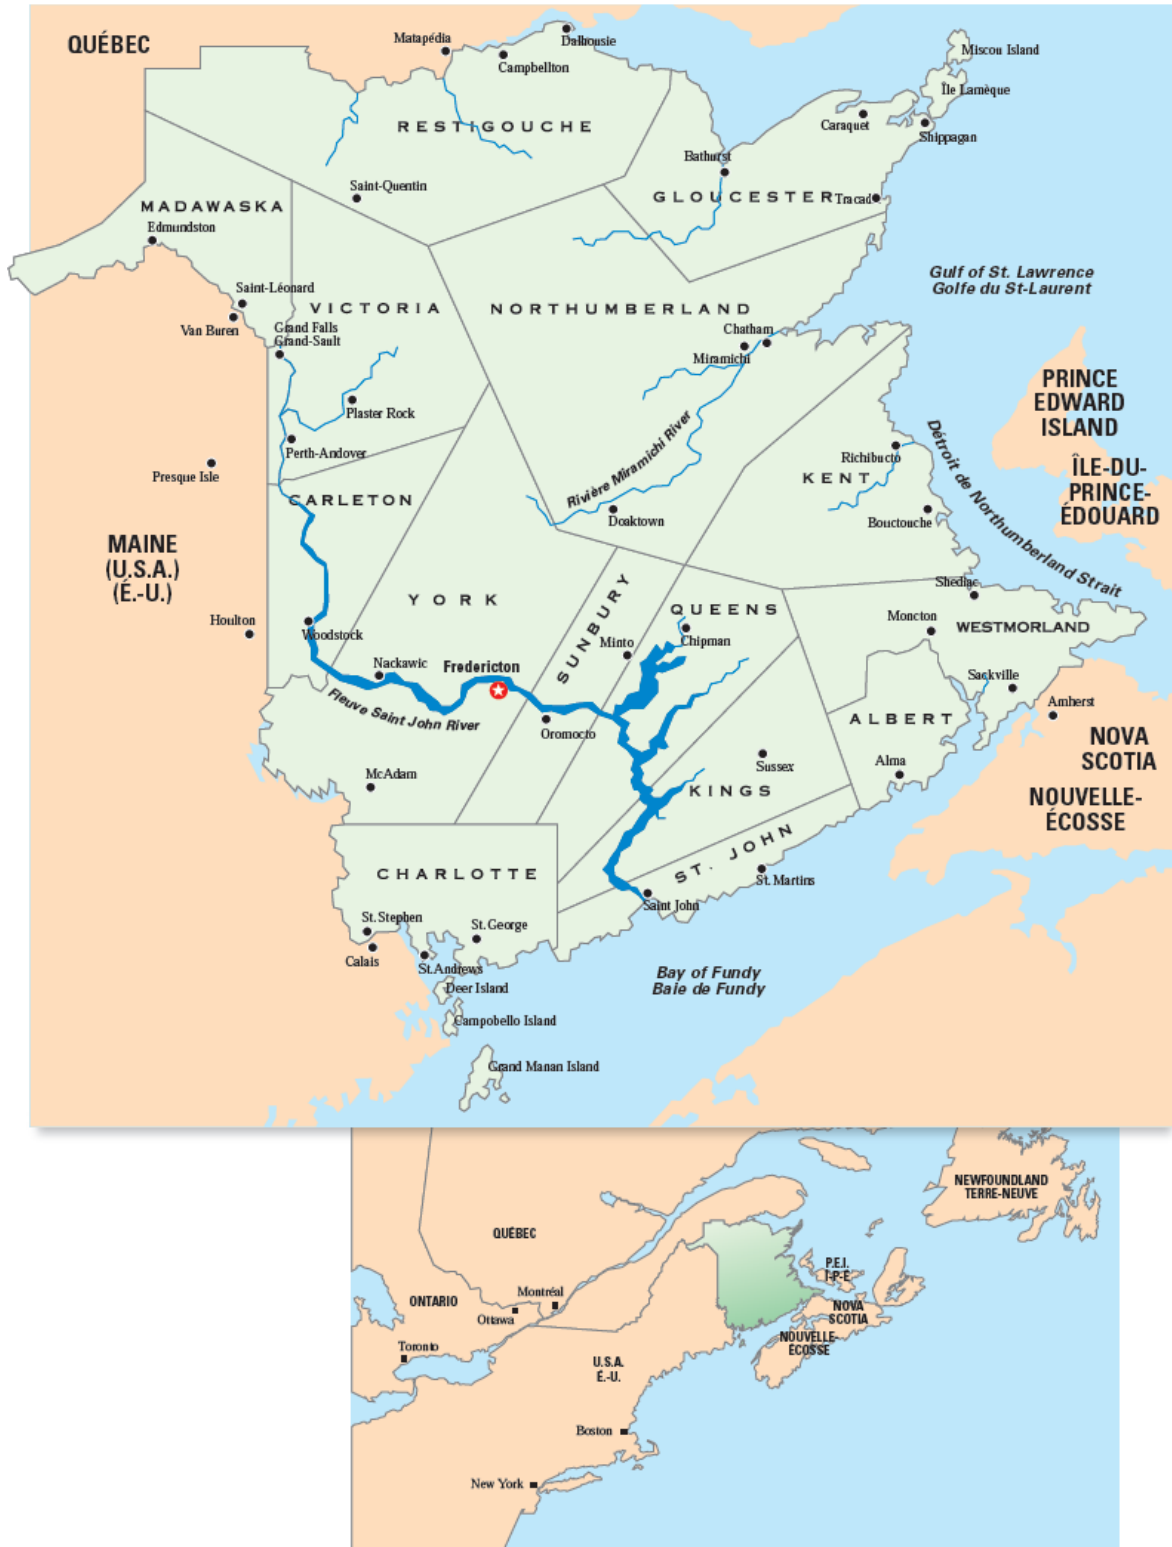 QUÉBEC
Matapédia
Dalhousie
Campbellton
Miscou Island
Île Lamèque
RESTIGOUCHE
Caraquet
Shippagan
Bathurst
Saint-Quentin
GLOUCESTER
Tracad
MADAWASKA
Edmundston
Gulf of St. Lawrence
Golfe du St-Laurent
Saint-Léonard
Van Buren
VICTORIA
NORTHUMBERLAND
Grand Falls
Grand-Sault
Chatham
Miramichi
PRINCE
EDWARD
ISLAND
Plaster Rock
Perth-Andover
Presque Isle
Rivière Miramichi River
Richibucto
KENT
Détroit de Northumberland Strait
ÎLE-DU-
PRINCE-
ÉDOUARD
CARLETON
Doaktown
Bouctouche
MAINE
(U.S.A.)
(É.-U.)
YORK
SUNBURY
QUEENS
Shediac
Houlton
Woodstock
Minto
Chipman
Moncton
WESTMORLAND
Nackawic
Fredericton
Sackville
Fleuve Saint John River
Oromocto
ALBERT
Amherst
NOVA
SCOTIA
McAdam
Sussex
Alma
KINGS
NOUVELLE-
ÉCOSSE
CHARLOTTE
ST. JOHN
St. Martins
Saint John
St. Stephen
St. George
Calais
St. Andrews
Deer Island
Bay of Fundy
Baie de Fundy
Campobello Island
Grand Manan Island
NEWFOUNDLAND
TERRE-NEUVE
QUÉBEC
P.E.I.
I-P-É
Montréal
ONTARIO
Ottawa
NOVA
SCOTIA
NOUVELLE-
ÉCOSSE
Toronto
U.S.A.
É.-U.
Boston
New York